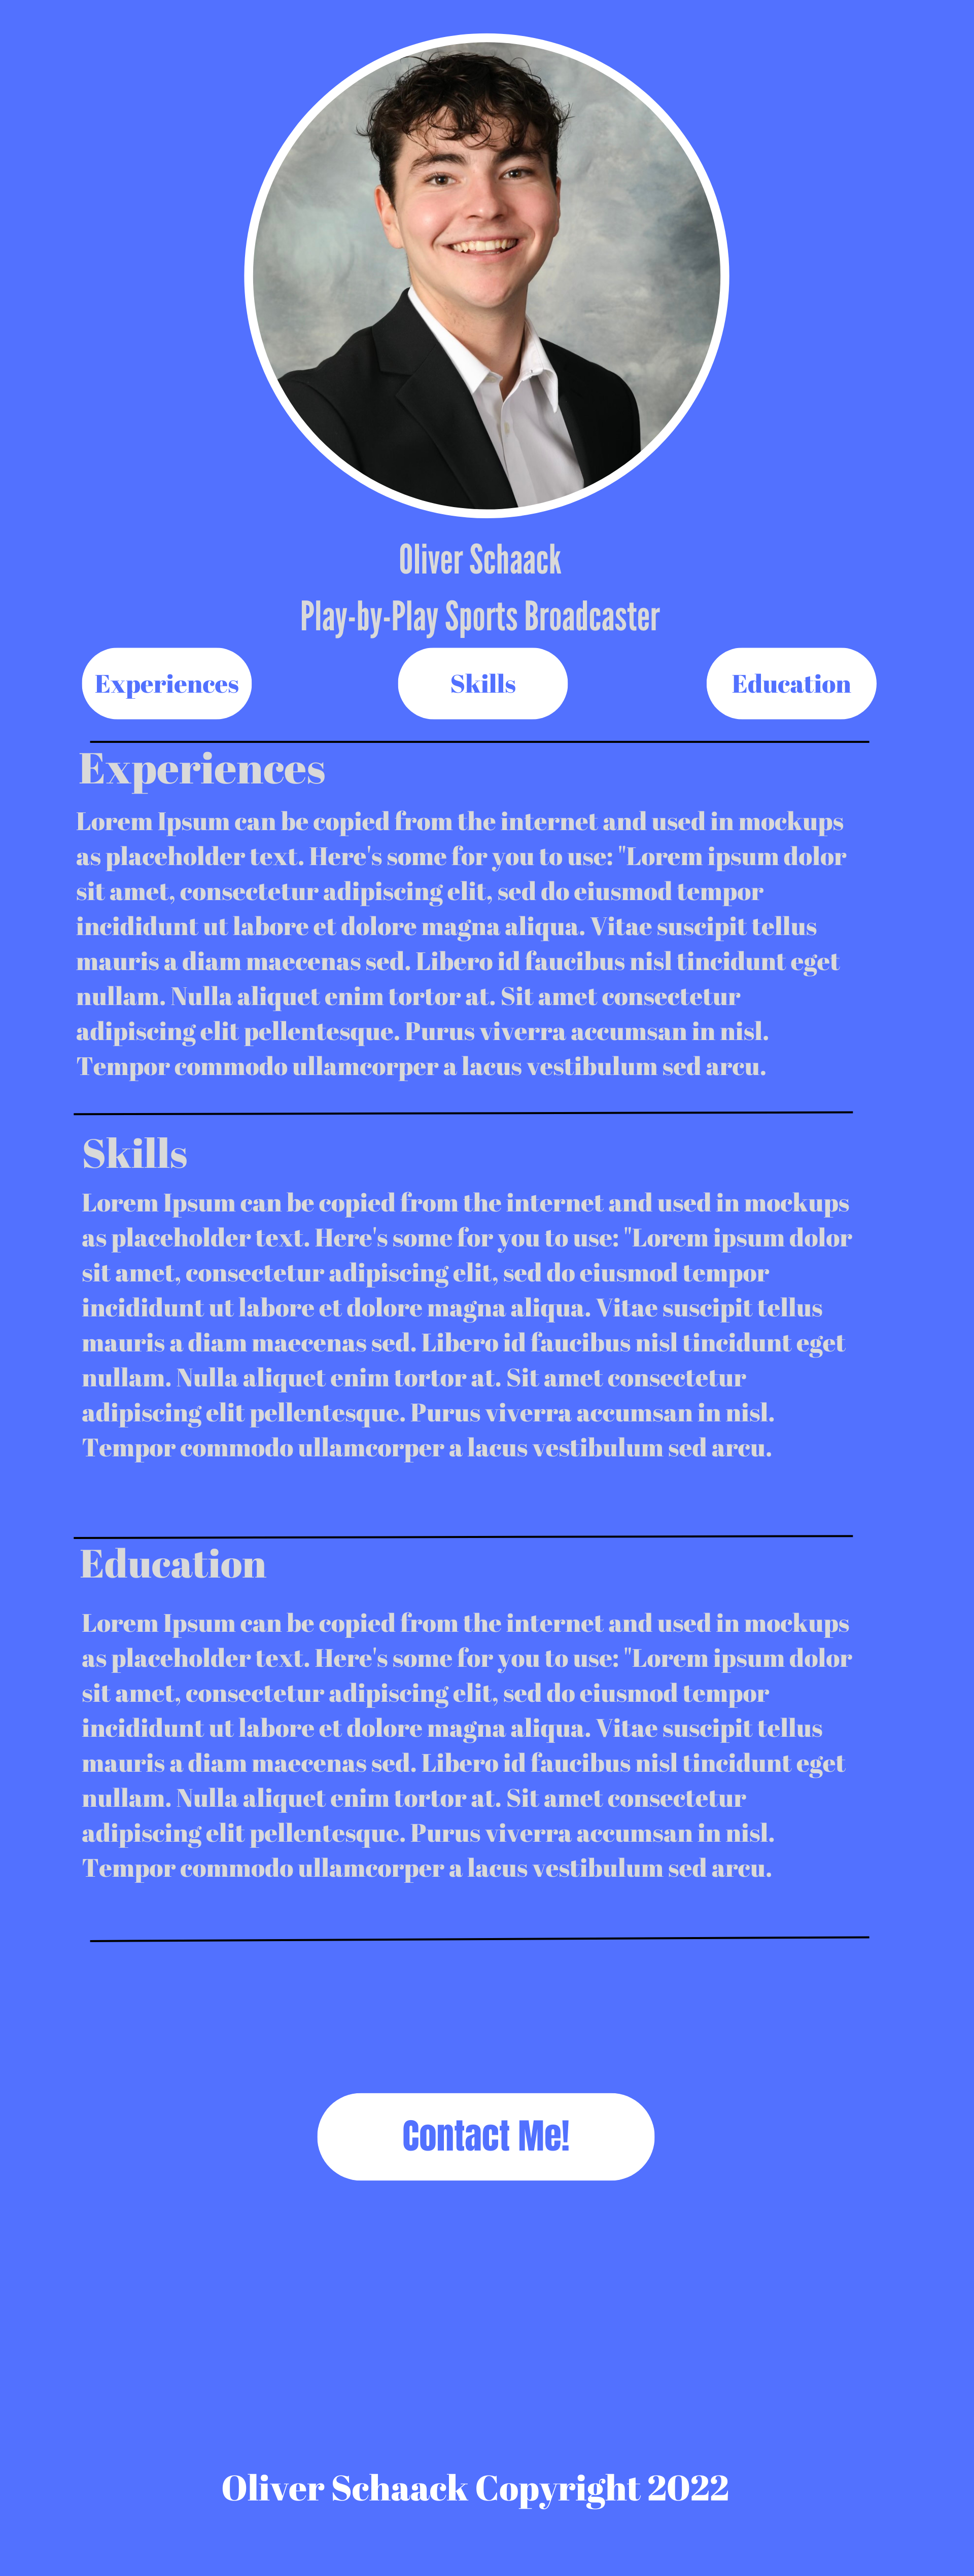 Oliver Schaack
Play-by-Play Sports Broadcaster
Experiences
Skills
Education
Experiences
Lorem Ipsum can be copied from the internet and used in mockups
as placeholder text. Here's some for you to use: "Lorem ipsum dolor
sit amet, consectetur adipiscing elit, sed do eiusmod tempor
incididunt ut labore et dolore magna aliqua. Vitae suscipit tellus
mauris a diam maecenas sed. Libero id faucibus nisl tincidunt eget
nullam. Nulla aliquet enim tortor at. Sit amet consectetur
adipiscing elit pellentesque. Purus viverra accumsan in nisl.
Tempor commodo ullamcorper a lacus vestibulum sed arcu.
Skills
Lorem Ipsum can be copied from the internet and used in mockups
as placeholder text. Here's some for you to use: "Lorem ipsum dolor
sit amet, consectetur adipiscing elit, sed do eiusmod tempor
incididunt ut labore et dolore magna aliqua. Vitae suscipit tellus
mauris a diam maecenas sed. Libero id faucibus nisl tincidunt eget
nullam. Nulla aliquet enim tortor at. Sit amet consectetur
adipiscing elit pellentesque. Purus viverra accumsan in nisl.
Tempor commodo ullamcorper a lacus vestibulum sed arcu.
Education
Lorem Ipsum can be copied from the internet and used in mockups
as placeholder text. Here's some for you to use: "Lorem ipsum dolor
sit amet, consectetur adipiscing elit, sed do eiusmod tempor
incididunt ut labore et dolore magna aliqua. Vitae suscipit tellus
mauris a diam maecenas sed. Libero id faucibus nisl tincidunt eget
nullam. Nulla aliquet enim tortor at. Sit amet consectetur
adipiscing elit pellentesque. Purus viverra accumsan in nisl.
Tempor commodo ullamcorper a lacus vestibulum sed arcu.
Contact Me!
Oliver Schaack Copyright 2022